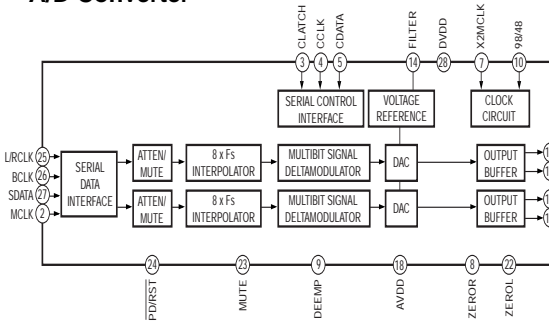 A/D Converter
CLATCH
CCLK
CDATA
FILTER
DVDD
X2MCLK
98/48
3
4
5
14
28
7
10
SERIAL CONTROL
INTERFACE
VOLTAGE
REFERENCE
CLOCK
CIRCUIT
L/RCLK 25
BCLK 26
SDATA 27
MCLK 2
SERIAL
DATA
INTERFACE
ATTEN/
MUTE
8 x Fs
INTERPOLATOR
MULTIBIT SIGNAL
DELTAMODULATOR
DAC
OUTPUT
BUFFER
ATTEN/
MUTE
8 x Fs
INTERPOLATOR
MULTIBIT SIGNAL
DELTAMODULATOR
DAC
OUTPUT
BUFFER
24
23
9
18
8
22
PD/RST
MUTE
DEEMP
AVDD
ZEROR
ZEROL